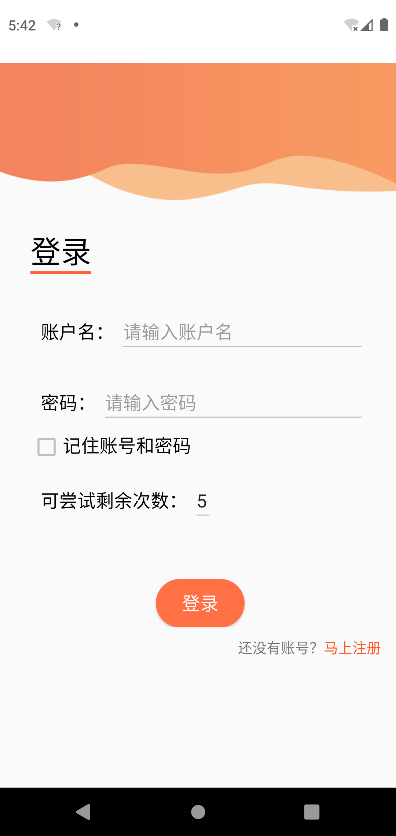 5:42
登录
账户名： 请输入账户名
密码： 请输入密码
记住账号和密码
可尝试剩余次数： 5
登录
还没有账号？马上注册